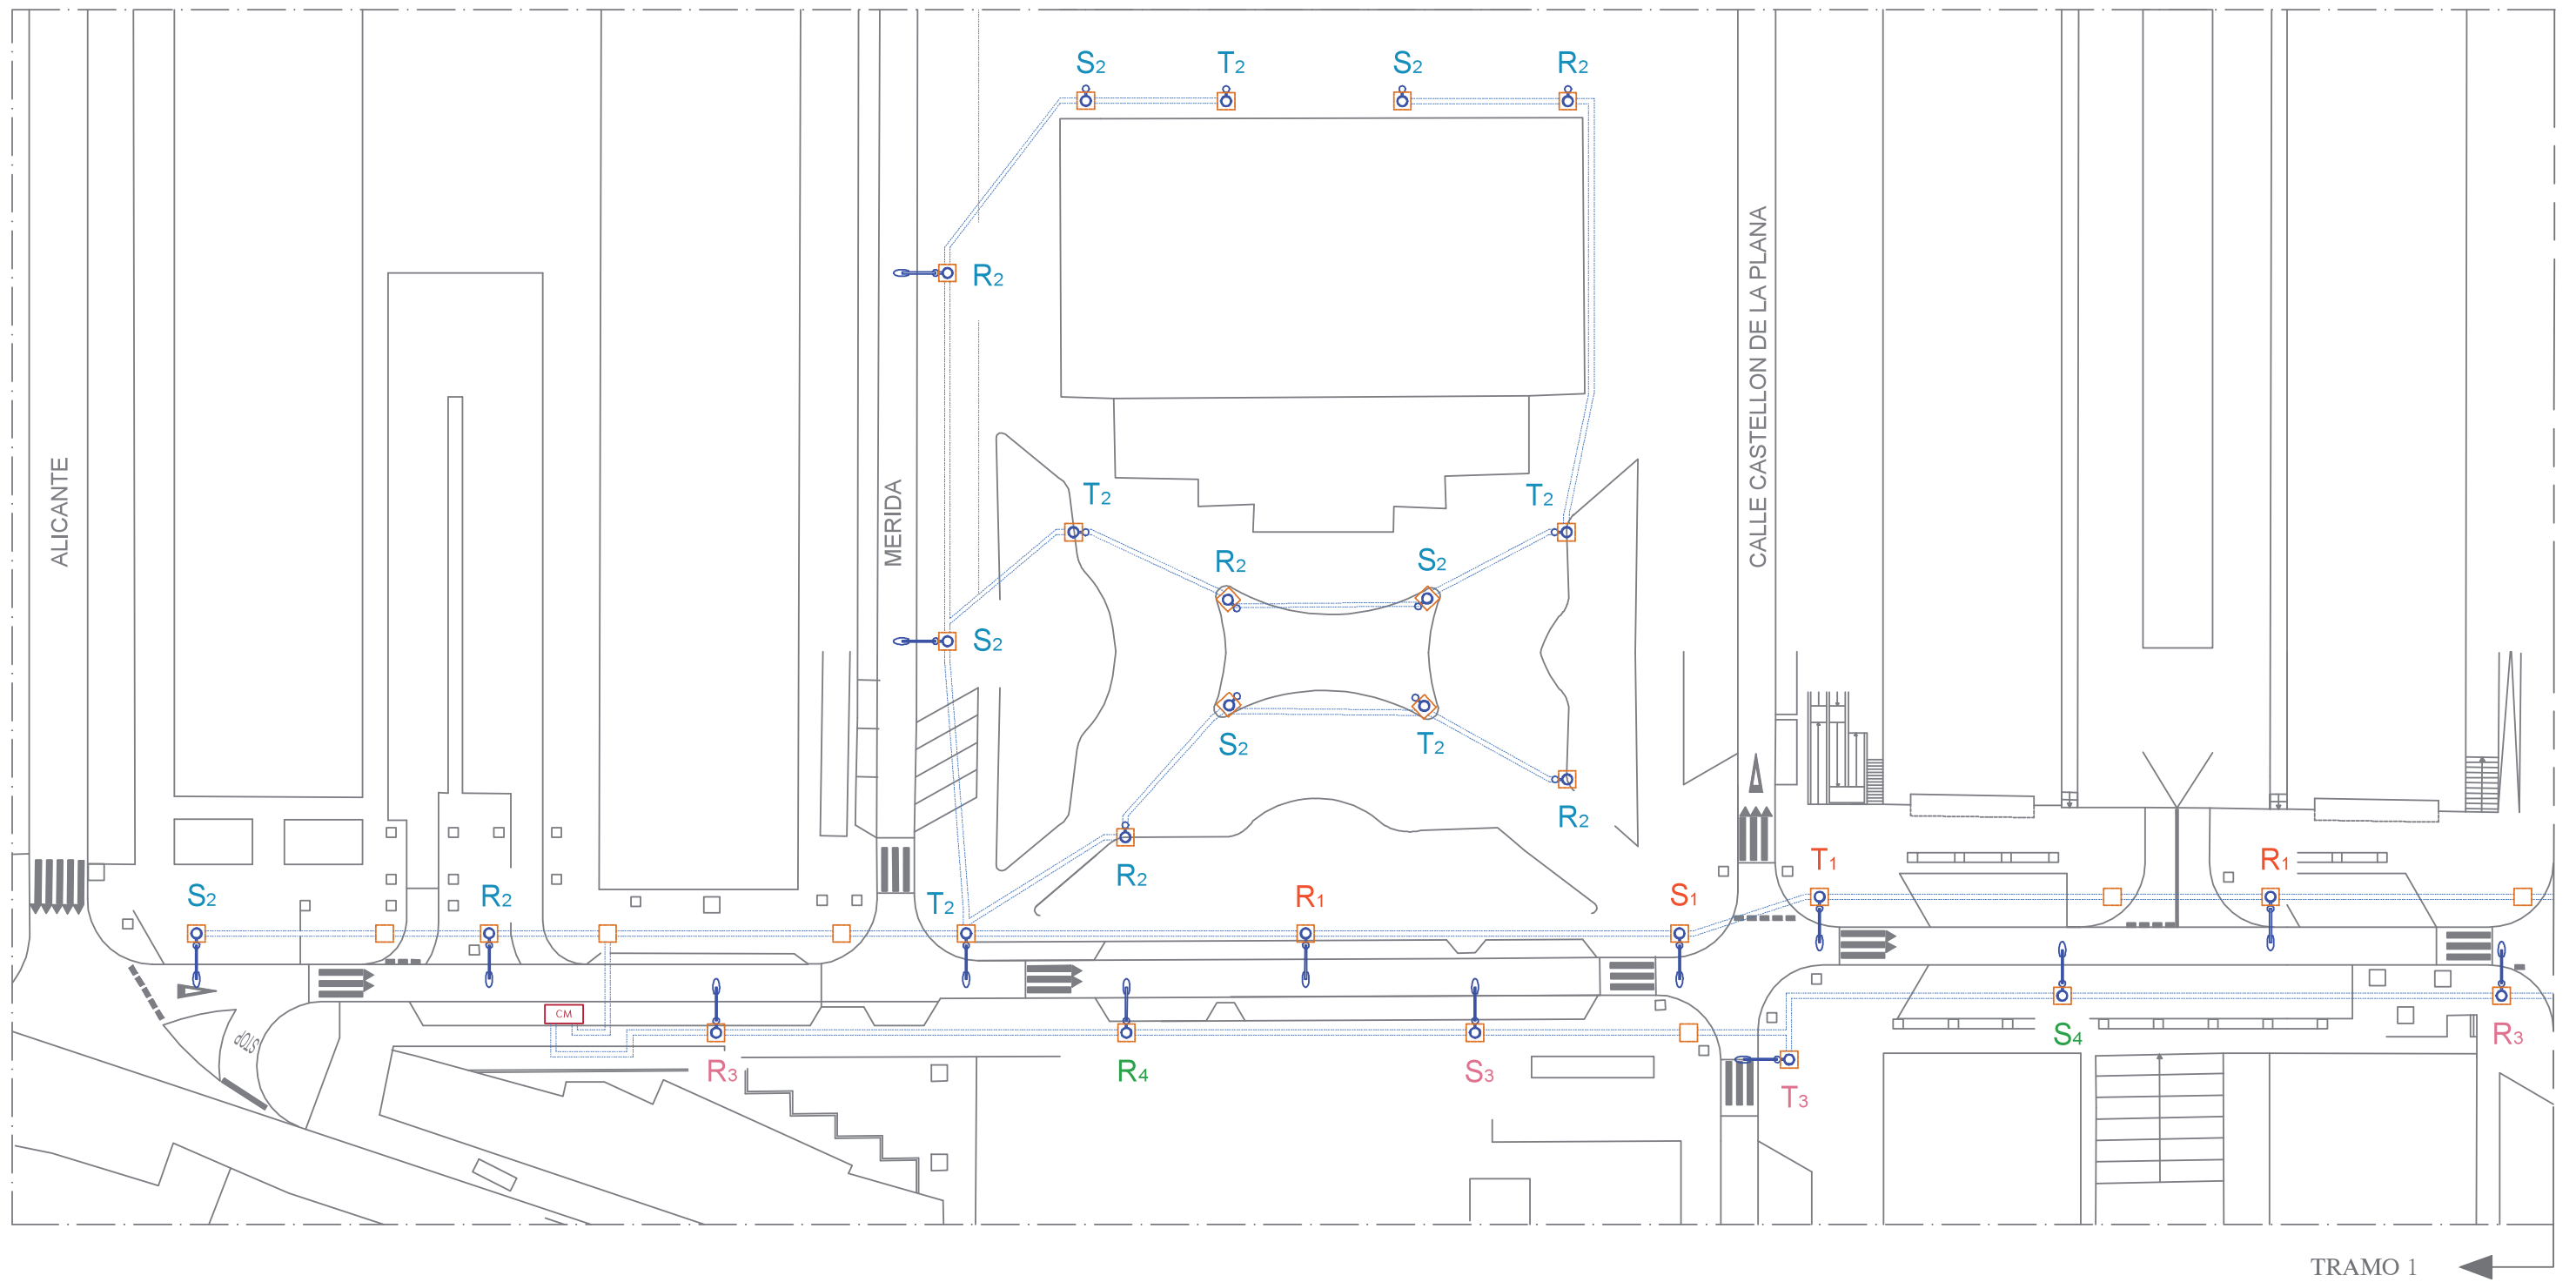 S2 T2 S2 R2
R2
CALLE CASTELLON DE LA PLANA
ALICANTE
MERIDA
T2 T2
R2 S2
S2
S2 T2
R2
R2
T1 R1
S2 R2 T2 R1 S1
STOP
CM
S4 R3
R3 R4 S3
T3
TRAMO 1